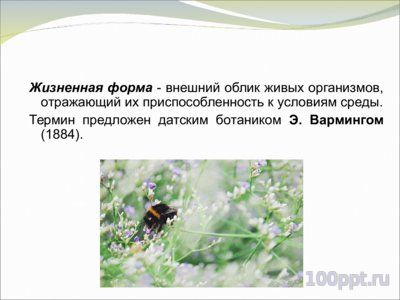 Жизненная форма - внешний облик живых организмов,
отражающий их приспособленность к условиям среды.
Термин предложен датским ботаником Э. Вармингом
(1884).
100ppt.ru